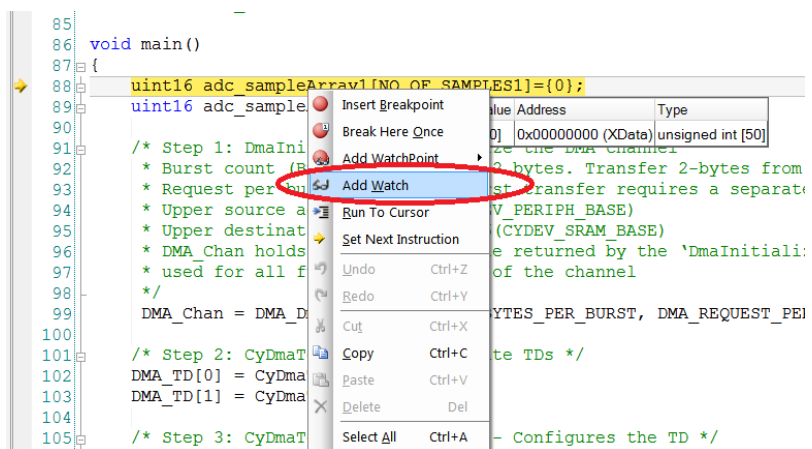 85
86 void main()
87 {
88 uint16 adc_sampleArray1[NO_OF_SAMPLES1]={0};
89 uint16 adc_sample
Insert Breakpoint
Address Type
90
Break Here Once
0] 0x00000000 (XData) unsigned int [50]
91 /* Step 1: DmaIni
the DMA channel
Add WatchPoint
92 * Burst count (B
2 bytes. Transfer 2-bytes from
93 * Request per bu
Add Watch
transfer requires a separate
94 * Upper source a
Run To Cursor
V_PERIPH_BASE)
95 * Upper destinat
Set Next Instruction
(CYDEV_SRAM_BASE)
96 * DMA_Chan holds
e returned by the 'DmaInitiali
97 * used for all f
Undo Ctrl+Z
of the channel
98 */
Redo Ctrl+Y
99 DMA_Chan = DMA_D
YTES_PER_BURST, DMA_REQUEST_PE
Cut Ctrl+X
100
101 /* Step 2: CyDmaT
Copy Ctrl+C
te TDs */
102 DMA_TD[0] = CyDma
Paste Ctrl+V
103 DMA_TD[1] = CyDma
Delete Del
104
105 /* Step 3: CyDmaT
Select All Ctrl+A
- Configures the TD */